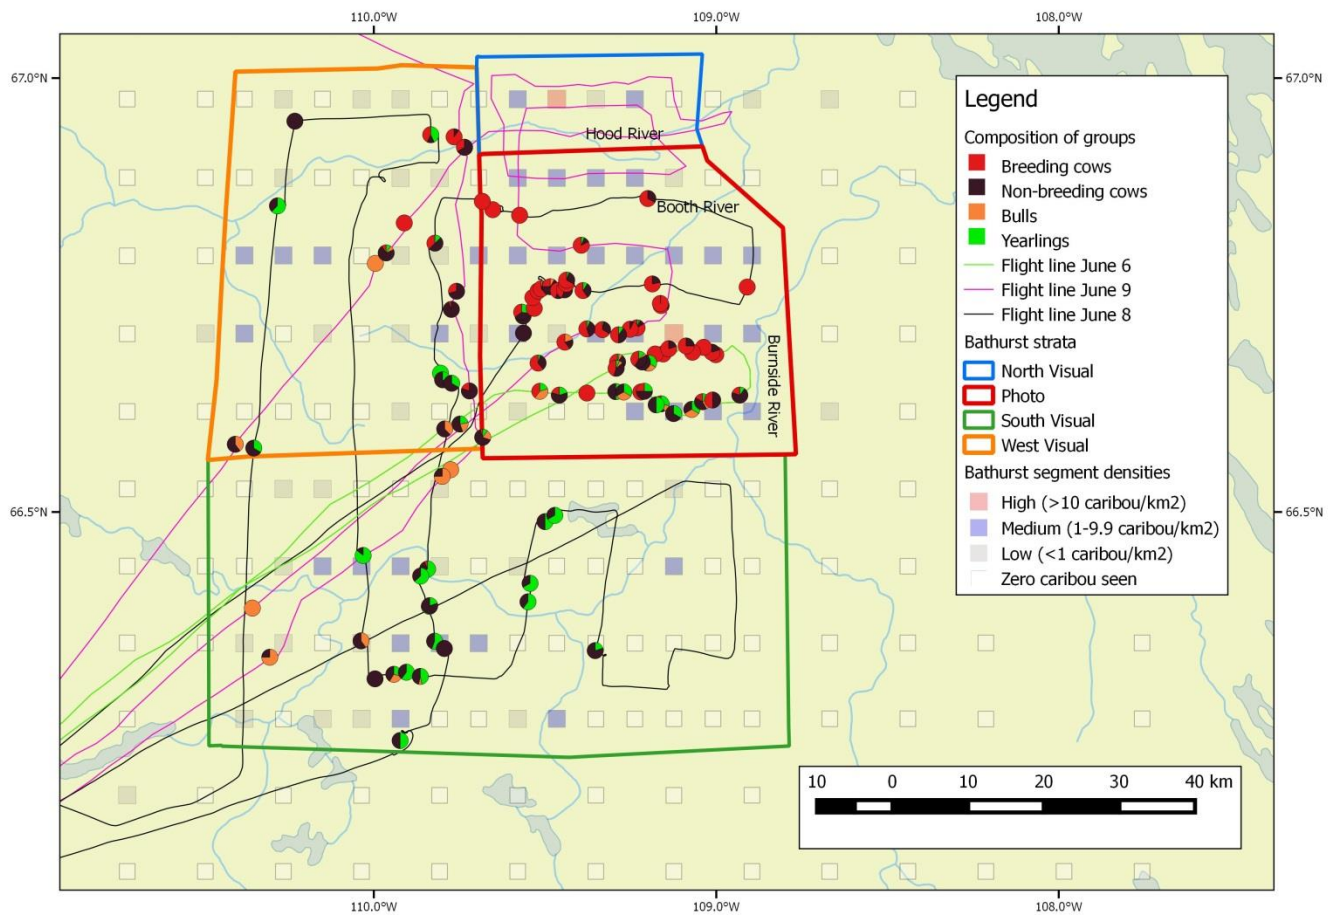 110.0°W 109.0°W 108.0°W
67.0°N 67.0°N
Legend
Composition of groups
Breeding cows
Non-breeding cows
Bulls
Yearlings
Flight line June 6
Flight line June 9
Flight line June 8
Bathurst strata
North Visual
Photo
South Visual
West Visual
Bathurst segment densities
High (>10 caribou/km2)
Medium (1-9.9 caribou/km2)
Low (<1 caribou/km2)
Zero caribou seen
Hood River
Booth River
Burnside River
66.5°N 66.5°N
10 0 10 20 30 40 km
110.0°W 109.0°W 108.0°W